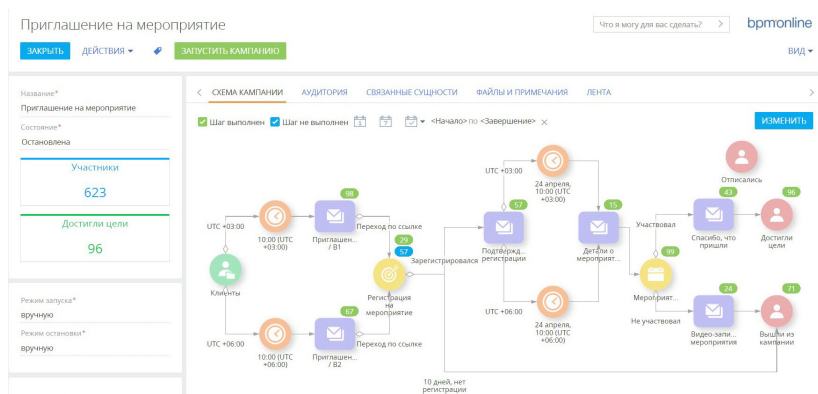 Приглашение на мероприятие
Что я могу для вас сделать?
bpmonline
ЗАКРЫТЬ ДЕЙСТВИЯ ЗАПУСТИТЬ КАМПАНИЮ ВИД
Название*
Приглашение на мероприятие
Состояние*
Остановлена
Участники
623
Достигли цели
96
Режим запуска*
вручную
Режим остановки*
вручную
СХЕМА КАМПАНИИ АУДИТОРИЯ СВЯЗАННЫЕ СУЩНОСТИ ФАЙЛЫ И ПРИМЕЧАНИЯ ЛЕНТА
Шаг выполнен Шаг не выполнен 1 7 <Начало> по <Завершение>
ИЗМЕНИТЬ
Клиенты
UTC +03:00
10:00 (UTC
+03:00)
98
Приглашен...
/ B1
Переход по ссылке
UTC +06:00
10:00 (UTC
+06:00)
67
Приглашен...
/ B2
Переход по ссылке
29
57
Регистрация
на
мероприятие
Зарегистрировался
10 дней, нет
регистрации
57
Подтверд...
регистрации
UTC +03:00
24 апреля,
10:00 (UTC
+03:00)
UTC +06:00
24 апреля,
10:00 (UTC
+06:00)
15
Детали о
мероприят...
99
Мероприят...
Участвовал
43
Спасибо, что
пришли
96
Достигли
цели
Не участвовал
24
Видео-запи...
мероприятия
71
Вышли из
кампании
Отписались